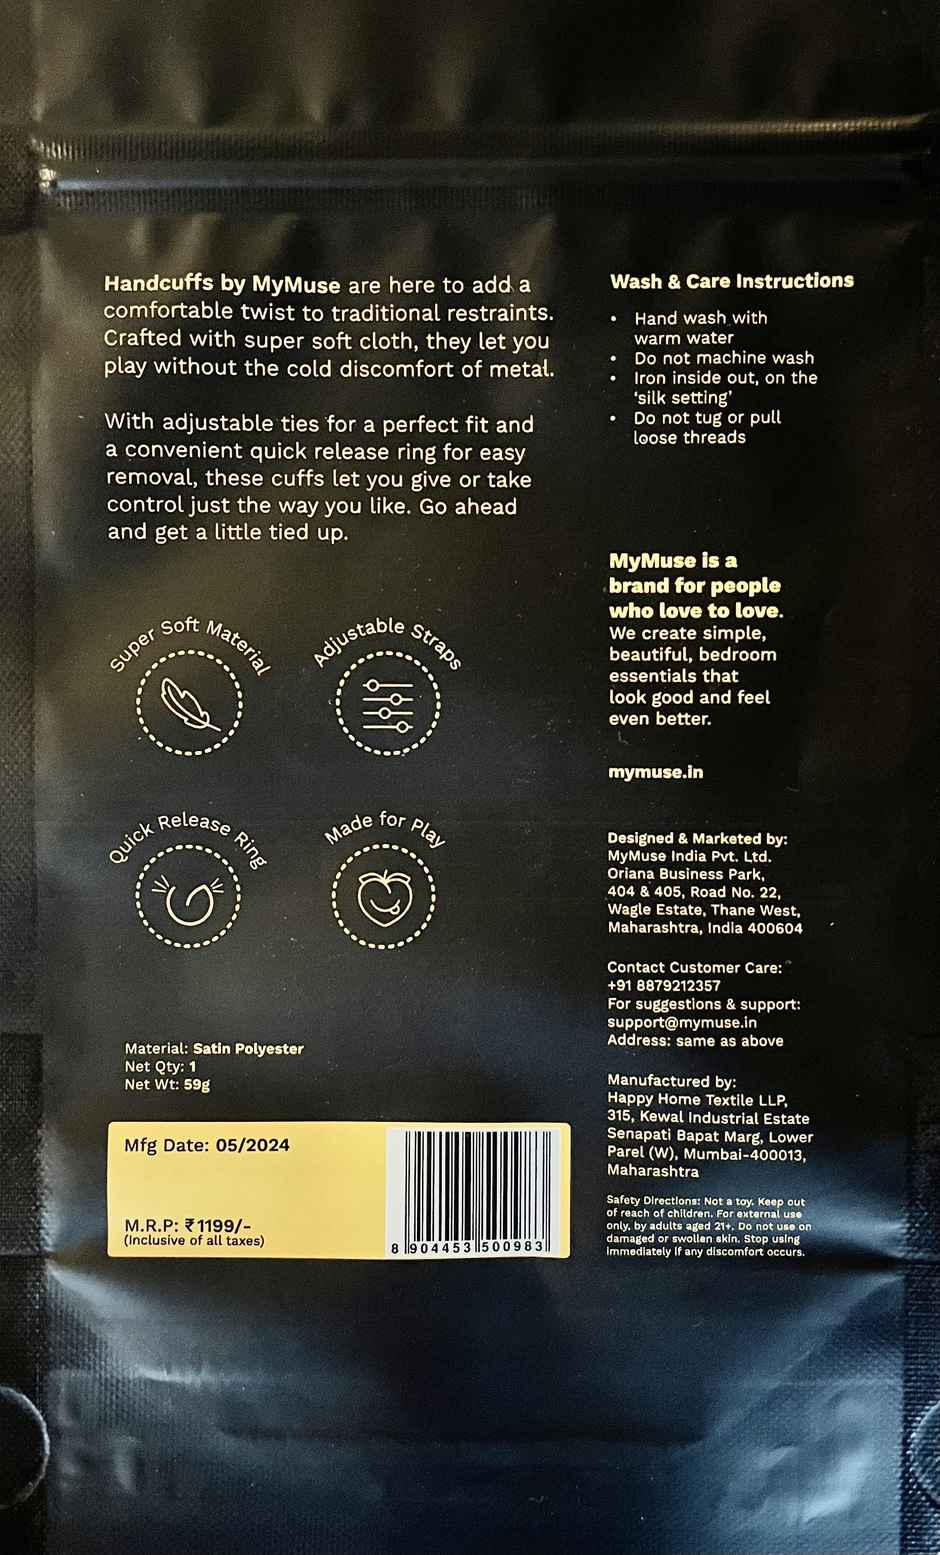 Handcuffs by MyMuse are here to add a
comfortable twist to traditional restraints.
Crafted with super soft cloth, they let you
play without the cold discomfort of metal.
With adjustable ties for a perfect fit and
a convenient quick release ring for easy
removal, these cuffs let you give or take
control just the way you like. Go ahead
and get a little tied up.
Super Soft Material
Adjustable Straps
Quick Release Ring
Made for Play
Material: Satin Polyester
Net Qty: 1
Net Wt: 59g
Mfg Date: 05/2024
M.R.P: ₹1199/-
(Inclusive of all taxes)
8 904453 500983
Wash & Care Instructions
• Hand wash with
warm water
• Do not machine wash
• Iron inside out, on the
‘silk setting’
• Do not tug or pull
loose threads
MyMuse is a
brand for people
who love to love.
We create simple,
beautiful, bedroom
essentials that
look good and feel
even better.
mymuse.in
Designed & Marketed by:
MyMuse India Pvt. Ltd.
Oriana Business Park,
404 & 405, Road No. 22,
Wagle Estate, Thane West,
Maharashtra, India 400604
Contact Customer Care:
+91 8879212357
For suggestions & support:
support@mymuse.in
Address: same as above
Manufactured by:
Happy Home Textile LLP,
315, Kewal Industrial Estate
Senapati Bapat Marg, Lower
Parel (W), Mumbai-400013,
Maharashtra
Safety Directions: Not a toy. Keep out
of reach of children. For external use
only, by adults aged 21+. Do not use on
damaged or swollen skin. Stop using
immediately if any discomfort occurs.